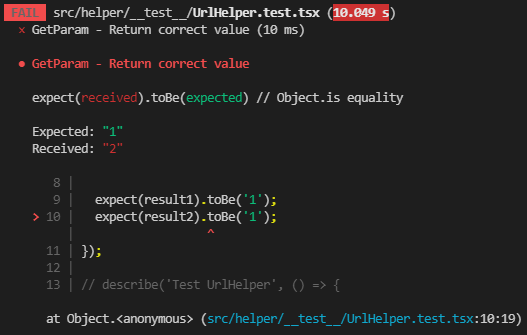 FAIL src/helper/__test__/UrlHelper.test.tsx (10.049 s)
× GetParam - Return correct value (10 ms)
● GetParam - Return correct value
expect(received).toBe(expected) // Object.is equality
Expected: "1"
Received: "2"
8 |
9 | expect(result1).toBe('1');
> 10 | expect(result2).toBe('1');
| ^
11 | });
12 |
13 | // describe('Test UrlHelper', () => {
at Object.<anonymous> (src/helper/__test__/UrlHelper.test.tsx:10:19)